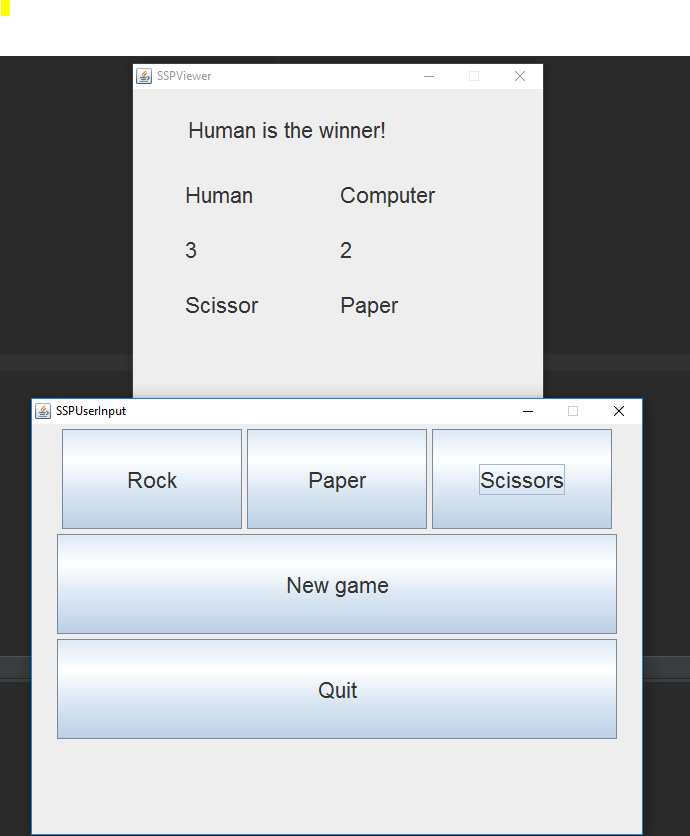 SSPViewer
Human is the winner!
Human Computer
3 2
Scissor Paper
SSPUserInput
Rock Paper Scissors
New game
Quit